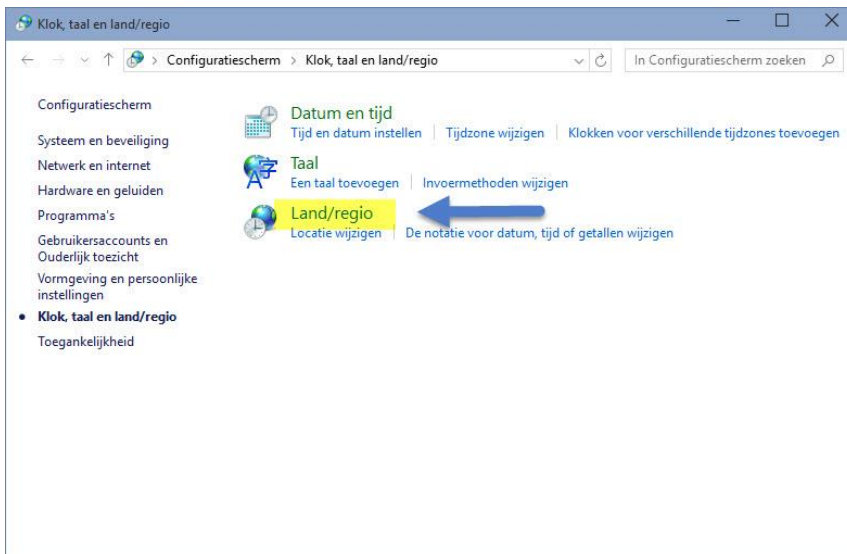 Klok, taal en land/regio
Configuratiescherm > Klok, taal en land/regio
In Configuratiescherm zoeken
Configuratiescherm
Systeem en beveiliging
Netwerk en internet
Hardware en geluiden
Programma's
Gebruikersaccounts en
Ouderlijk toezicht
Vormgeving en persoonlijke
instellingen
Klok, taal en land/regio
Toegankelijkheid
Datum en tijd
Tijd en datum instellen | Tijdzone wijzigen | Klokken voor verschillende tijdzones toevoegen
Taal
Een taal toevoegen | Invoermethoden wijzigen
Land/regio
Locatie wijzigen | De notatie voor datum, tijd of getallen wijzigen